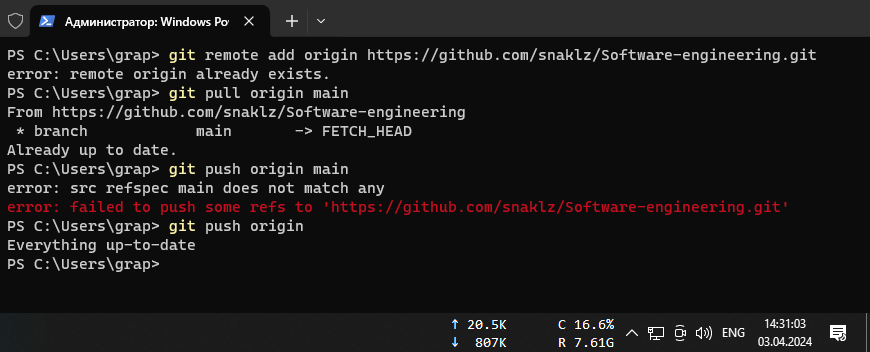 Администратор: Windows Pov
PS C:\Users\grap> git remote add origin https://github.com/snaklz/Software-engineering.git
error: remote origin already exists.
PS C:\Users\grap> git pull origin main
From https://github.com/snaklz/Software-engineering
 * branch            main       -> FETCH_HEAD
Already up to date.
PS C:\Users\grap> git push origin main
error: src refspec main does not match any
error: failed to push some refs to 'https://github.com/snaklz/Software-engineering.git'
PS C:\Users\grap> git push origin
Everything up-to-date
PS C:\Users\grap>
↑ 20.5K C 16.6%
↓ 807K R 7.61G
ENG
14:31:03
03.04.2024